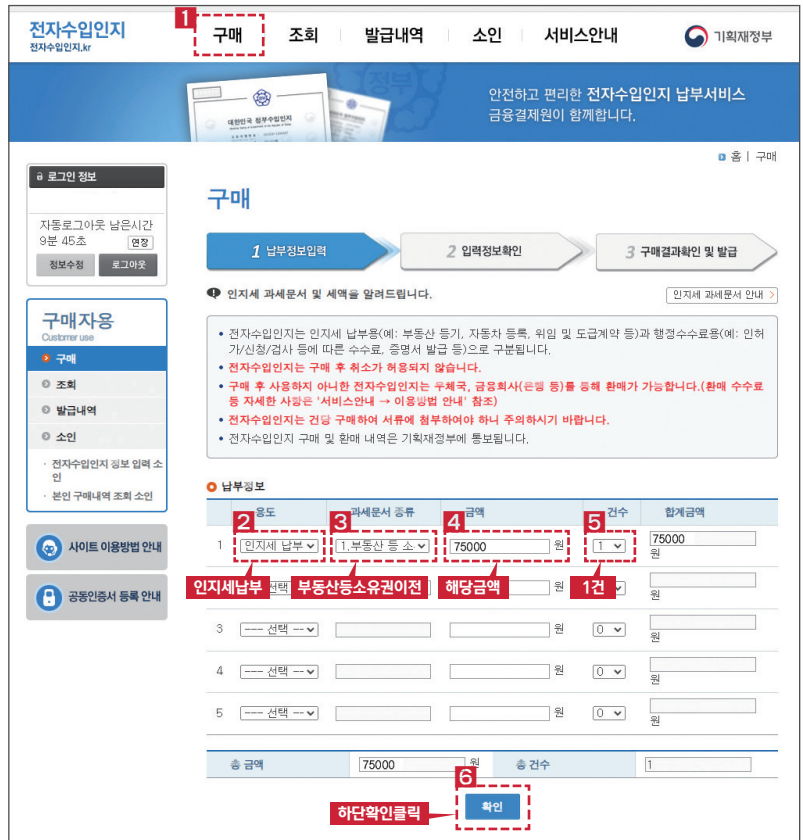 전자수입인지
전자수입인지.kr
1
구매 조회 발급내역 소인 서비스안내
기획재정부
대한민국 정부수입인지
정부
안전하고 편리한 전자수입인지 납부서비스
금융결제원이 함께합니다.
홈 | 구매
로그인 정보
자동로그아웃 남은시간
9분 45초 연장
정보수정 로그아웃
구매자용
Customer use
구매
조회
발급내역
소인
· 전자수입인지 정보 입력 소
인
· 본인 구매내역 조회 소인
사이트 이용방법 안내
공동인증서 등록 안내
구매
1 납부정보입력 2 입력정보확인 3 구매결과확인 및 발급
인지세 과세문서 및 세액을 알려드립니다. 인지세 과세문서 안내 >
• 전자수입인지는 인지세 납부용(예: 부동산 등기, 자동차 등록, 위임 및 도급계약 등)과 행정수수료용(예: 인허
가/신청/검사 등에 따른 수수료, 증명서 발급 등)으로 구분됩니다.
• 전자수입인지는 구매 후 취소가 허용되지 않습니다.
• 구매 후 사용하지 아니한 전자수입인지는 우체국, 금융회사(은행 등)를 통해 환매가 가능합니다.(환매 수수료
등 자세한 사항은 '서비스안내 → 이용방법 안내' 참조)
• 전자수입인지는 건당 구매하여 서류에 첨부하여야 하니 주의하시기 바랍니다.
• 전자수입인지 구매 및 환매 내역은 기획재정부에 통보됩니다.
납부정보
용도 과세문서 종류 금액 건수 합계금액
2 3 4 5
1 인지세 납부 1.부동산 등 소 75000 원 1 75000
원
인지세납부 선택 부동산등소유권이전 해당금액 원 1건
원
3 --- 선택 -- 원 0
원
4 --- 선택 -- 원 0
원
5 --- 선택 -- 원 0
원
총 금액 75000 원 총 건수 1
6
하단확인클릭 확인